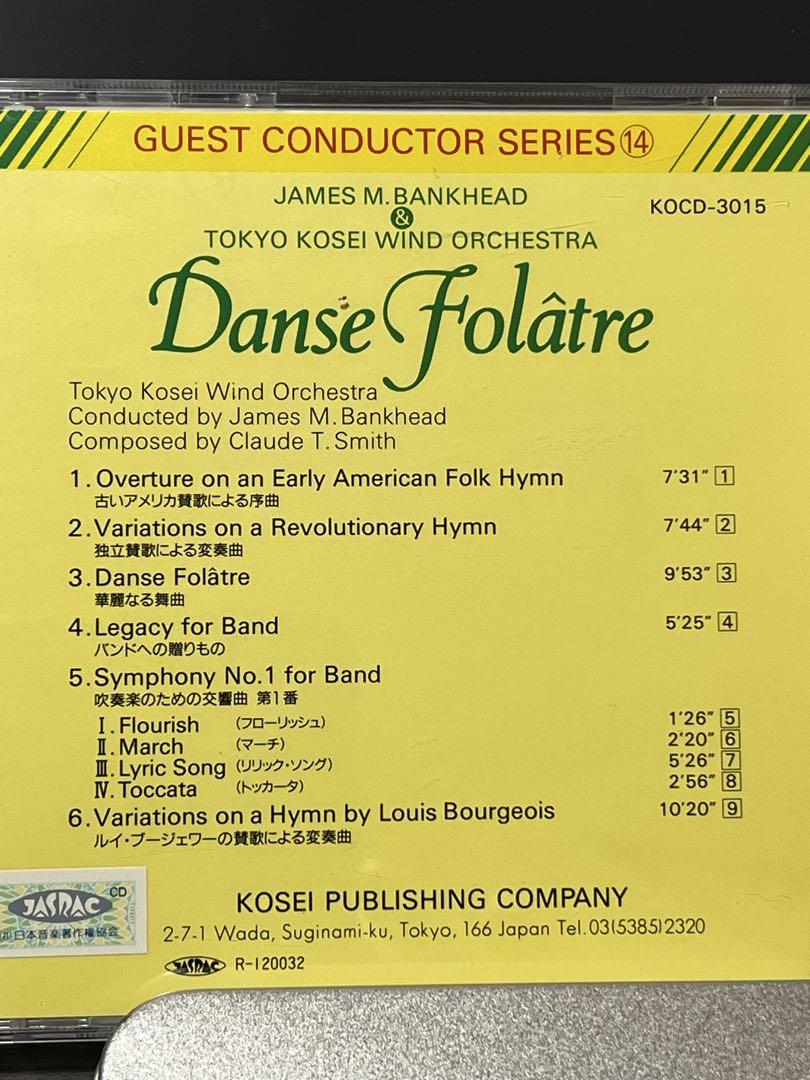 GUEST CONDUCTOR SERIES⑭
JAMES M. BANKHEAD
KOCD-3015
&
TOKYO KOSEI WIND ORCHESTRA
Danse Folâtre
Tokyo Kosei Wind Orchestra
Conducted by James M. Bankhead
Composed by Claude T. Smith
1. Overture on an Early American Folk Hymn 7'31" 1
古いアメリカ賛歌による序曲
2. Variations on a Revolutionary Hymn 7'44" 2
独立賛歌による変奏曲
3. Danse Folâtre 9'53" 3
華麗なる舞曲
4. Legacy for Band 5'25" 4
バンドへの贈りもの
5. Symphony No.1 for Band
吹奏楽のための交響曲 第1番
Ⅰ. Flourish (フローリッシュ) 1'26" 5
Ⅱ. March (マーチ) 2'20" 6
Ⅲ. Lyric Song (リリック・ソング) 5'26" 7
Ⅳ. Toccata (トッカータ) 2'56" 8
6. Variations on a Hymn by Louis Bourgeois 10'20" 9
ルイ・ブージェワーの賛歌による変奏曲
CD
JASRAC
日本音楽著作権協会
KOSEI PUBLISHING COMPANY
2-7-1 Wada, Suginami-ku, Tokyo, 166 Japan Tel. 03(5385)2320
JASRAC R-120032